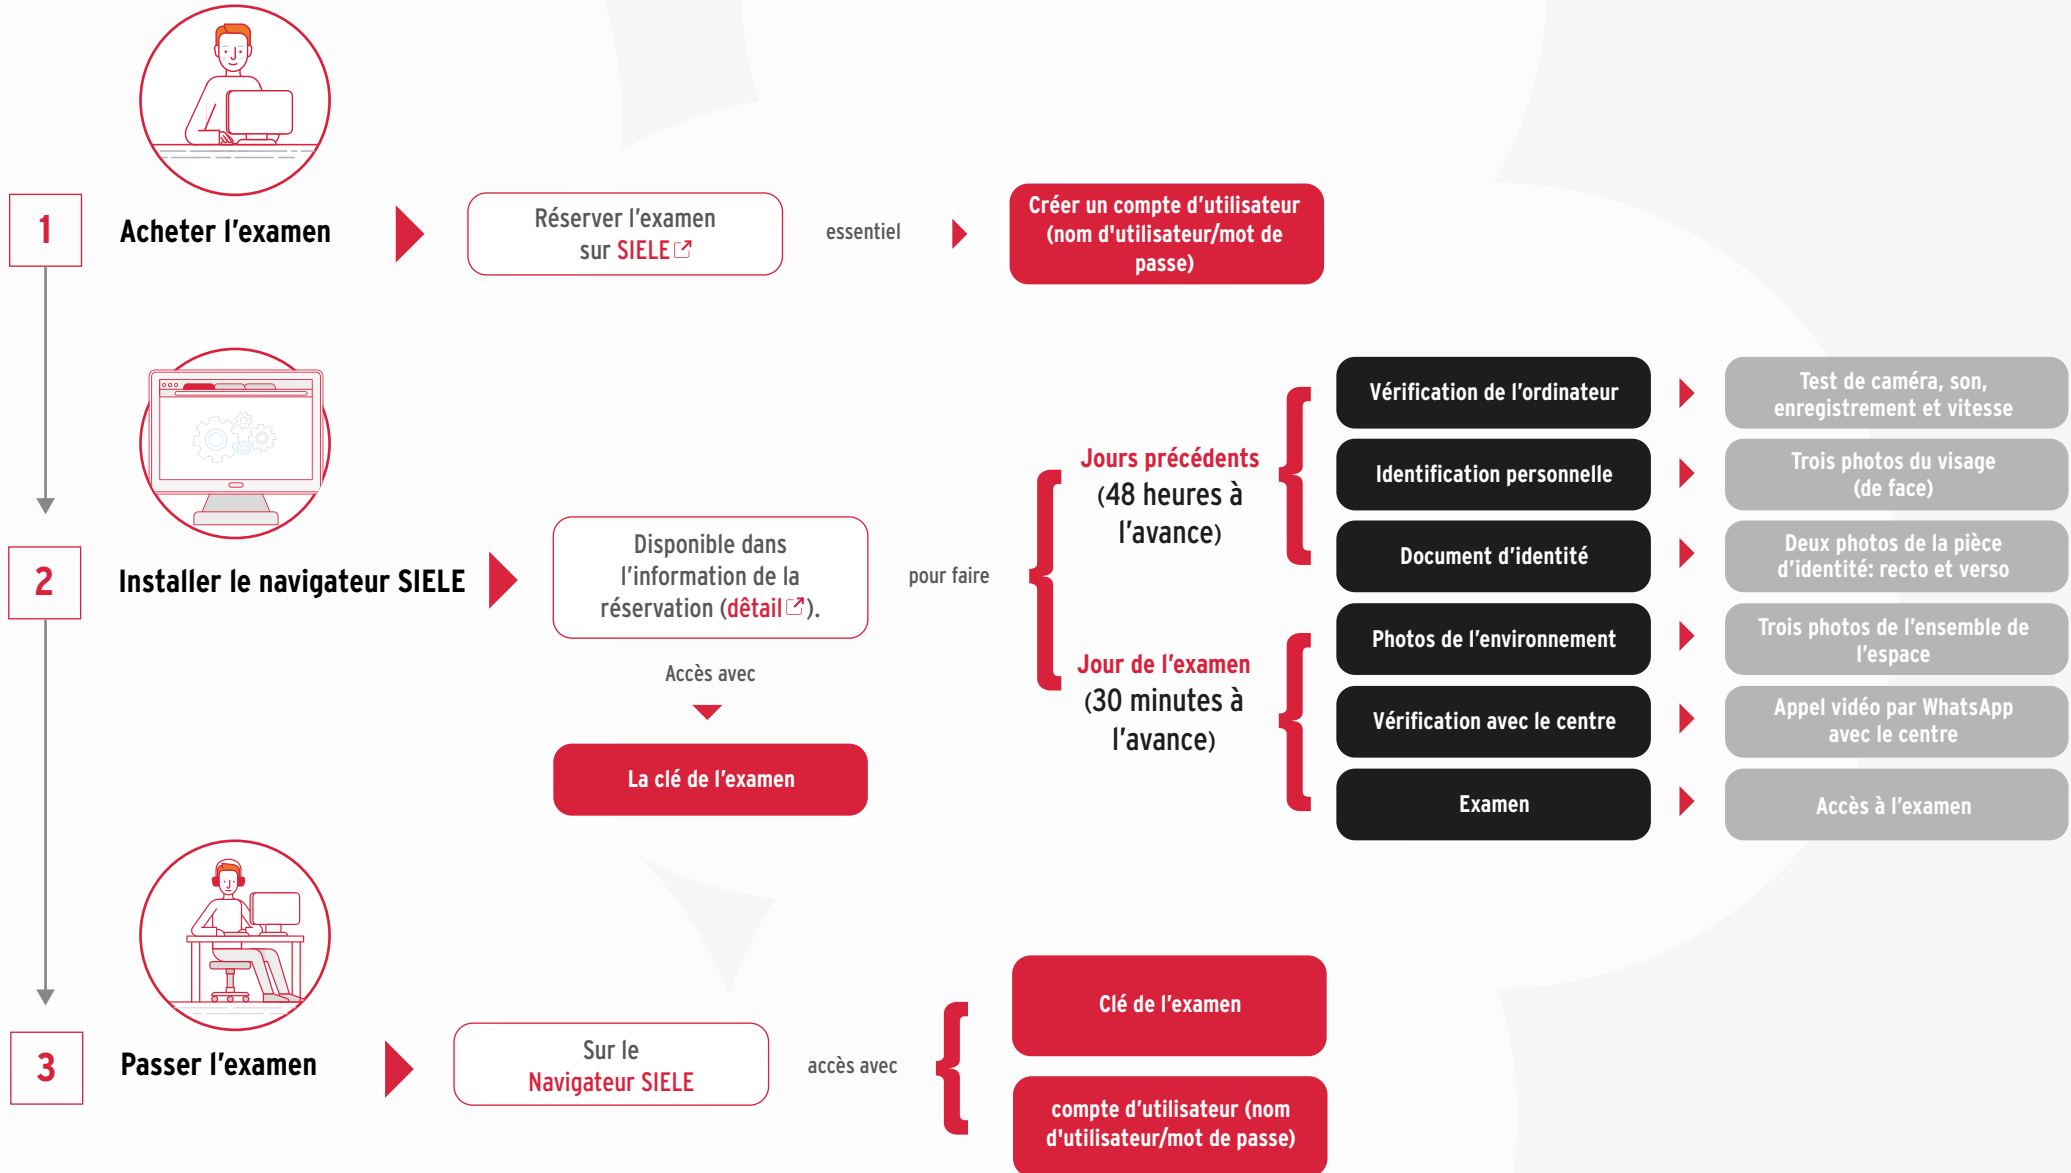 1
Acheter l'examen
Réserver l'examen
sur SIELE
essentiel
Créer un compte d'utilisateur
(nom d'utilisateur/mot de
passe)
2
Installer le navigateur SIELE
Disponible dans
l'information de la
réservation (dêtail).
Accès avec
La clé de l'examen
pour faire
Jours précédents
(48 heures à
l'avance)
Vérification de l'ordinateur
Test de caméra, son,
enregistrement et vitesse
Identification personnelle
Trois photos du visage
(de face)
Document d'identité
Deux photos de la pièce
d'identité: recto et verso
Jour de l'examen
(30 minutes à
l'avance)
Photos de l'environnement
Trois photos de l'ensemble de
l'espace
Vérification avec le centre
Appel vidéo par WhatsApp
avec le centre
Examen
Accès à l'examen
3
Passer l'examen
Sur le
Navigateur SIELE
accès avec
Clé de l'examen
compte d'utilisateur (nom
d'utilisateur/mot de passe)